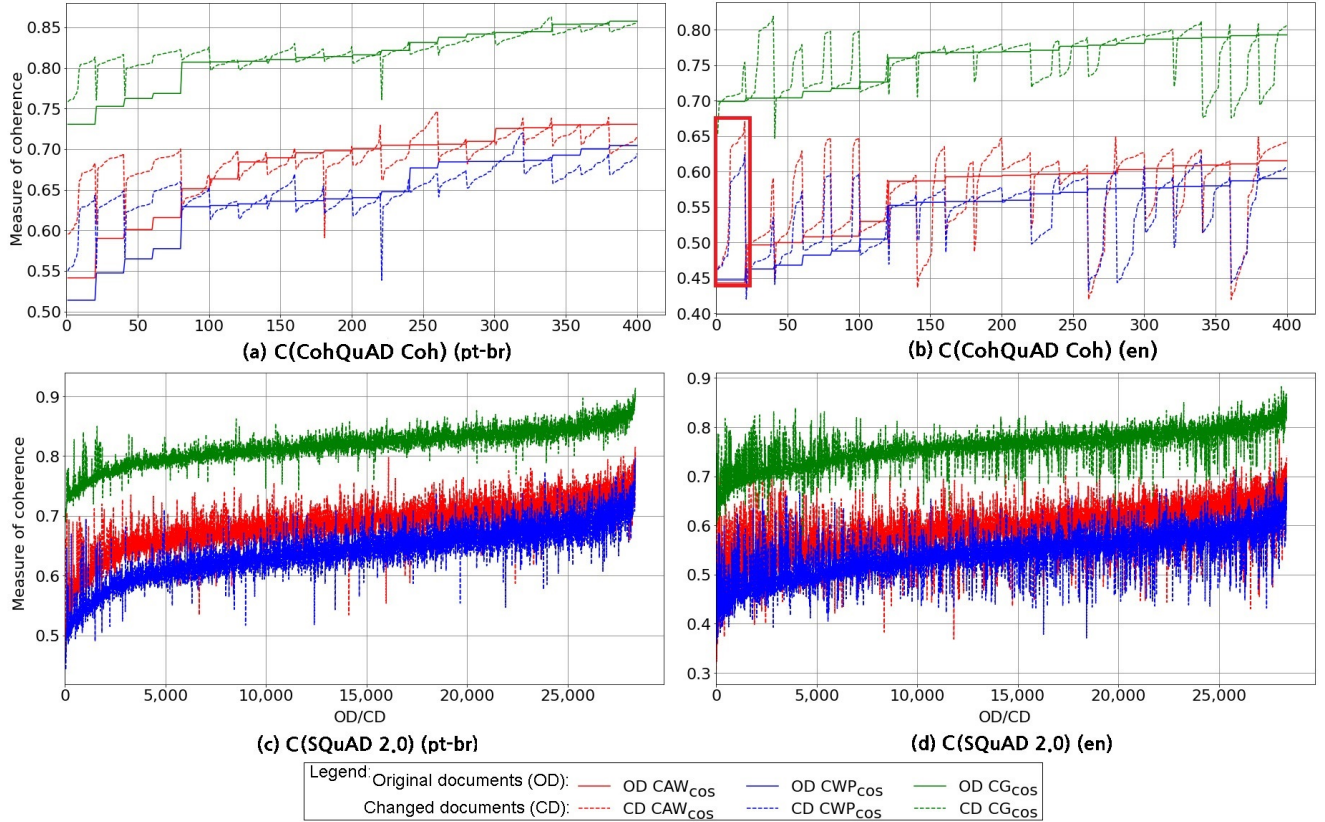 Measure of coherence
0.85
0.80
0.75
0.70
0.65
0.60
0.55
0.50
0 50 100 150 200 250 300 350 400
(a) C(CohQuAD Coh) (pt-br)
0.80
0.75
0.70
0.65
0.60
0.55
0.50
0.45
0.40
0 50 100 150 200 250 300 350 400
(b) C(CohQuAD Coh) (en)
Measure of coherence
0.9
0.8
0.7
0.6
0.5
0 5,000 10,000 15,000 20,000 25,000
OD/CD
(c) C(SQuAD 2.0) (pt-br)
0.9
0.8
0.7
0.6
0.5
0.4
0.3
0 5,000 10,000 15,000 20,000 25,000
OD/CD
(d) C(SQuAD 2.0) (en)
Legend:
Original documents (OD): OD CAWcos OD CWPcos OD CGcos
Changed documents (CD): CD CAWcos CD CWPcos CD CGcos